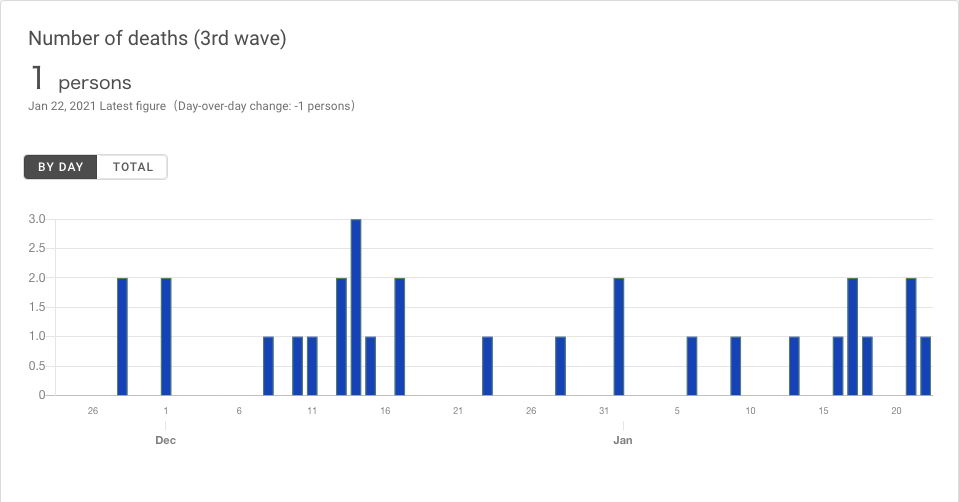 Number of deaths (3rd wave)
1 persons
Jan 22, 2021 Latest figure（Day-over-day change: -1 persons）
BY DAY TOTAL
3.0
2.5
2.0
1.5
1.0
0.5
0
26 1 6 11 16 21 26 31 5 10 15 20
Dec Jan